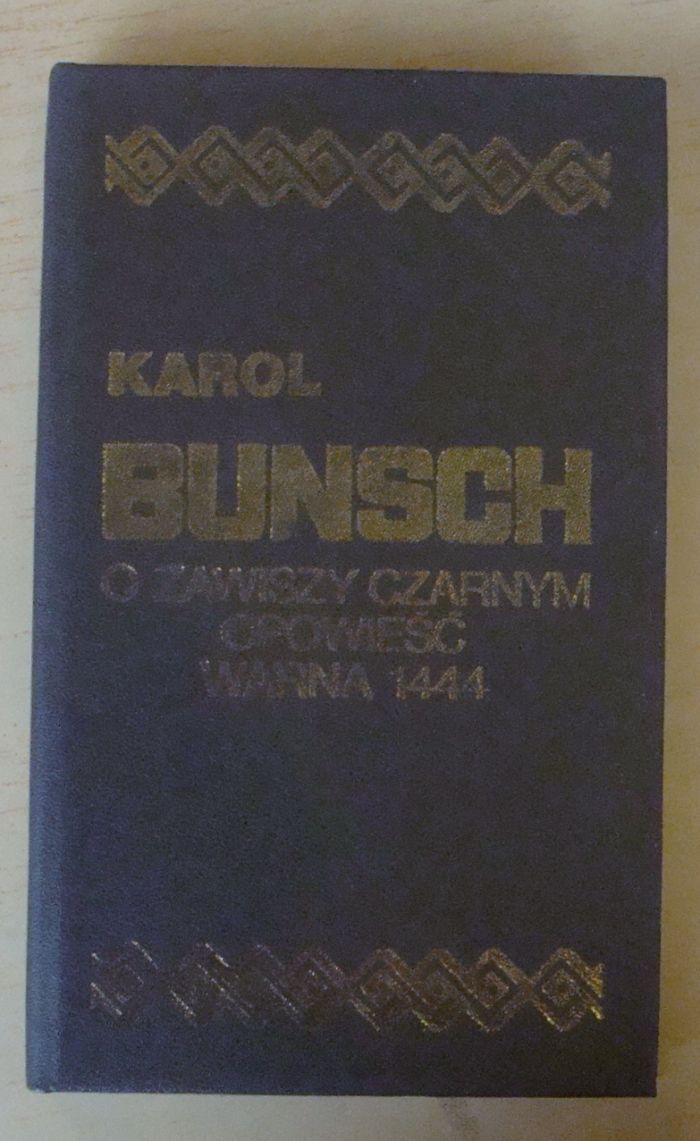 KAROL
BUNSCH
O ZAWISZY CZARNYM
OPOWIEŚĆ
WARNA 1444